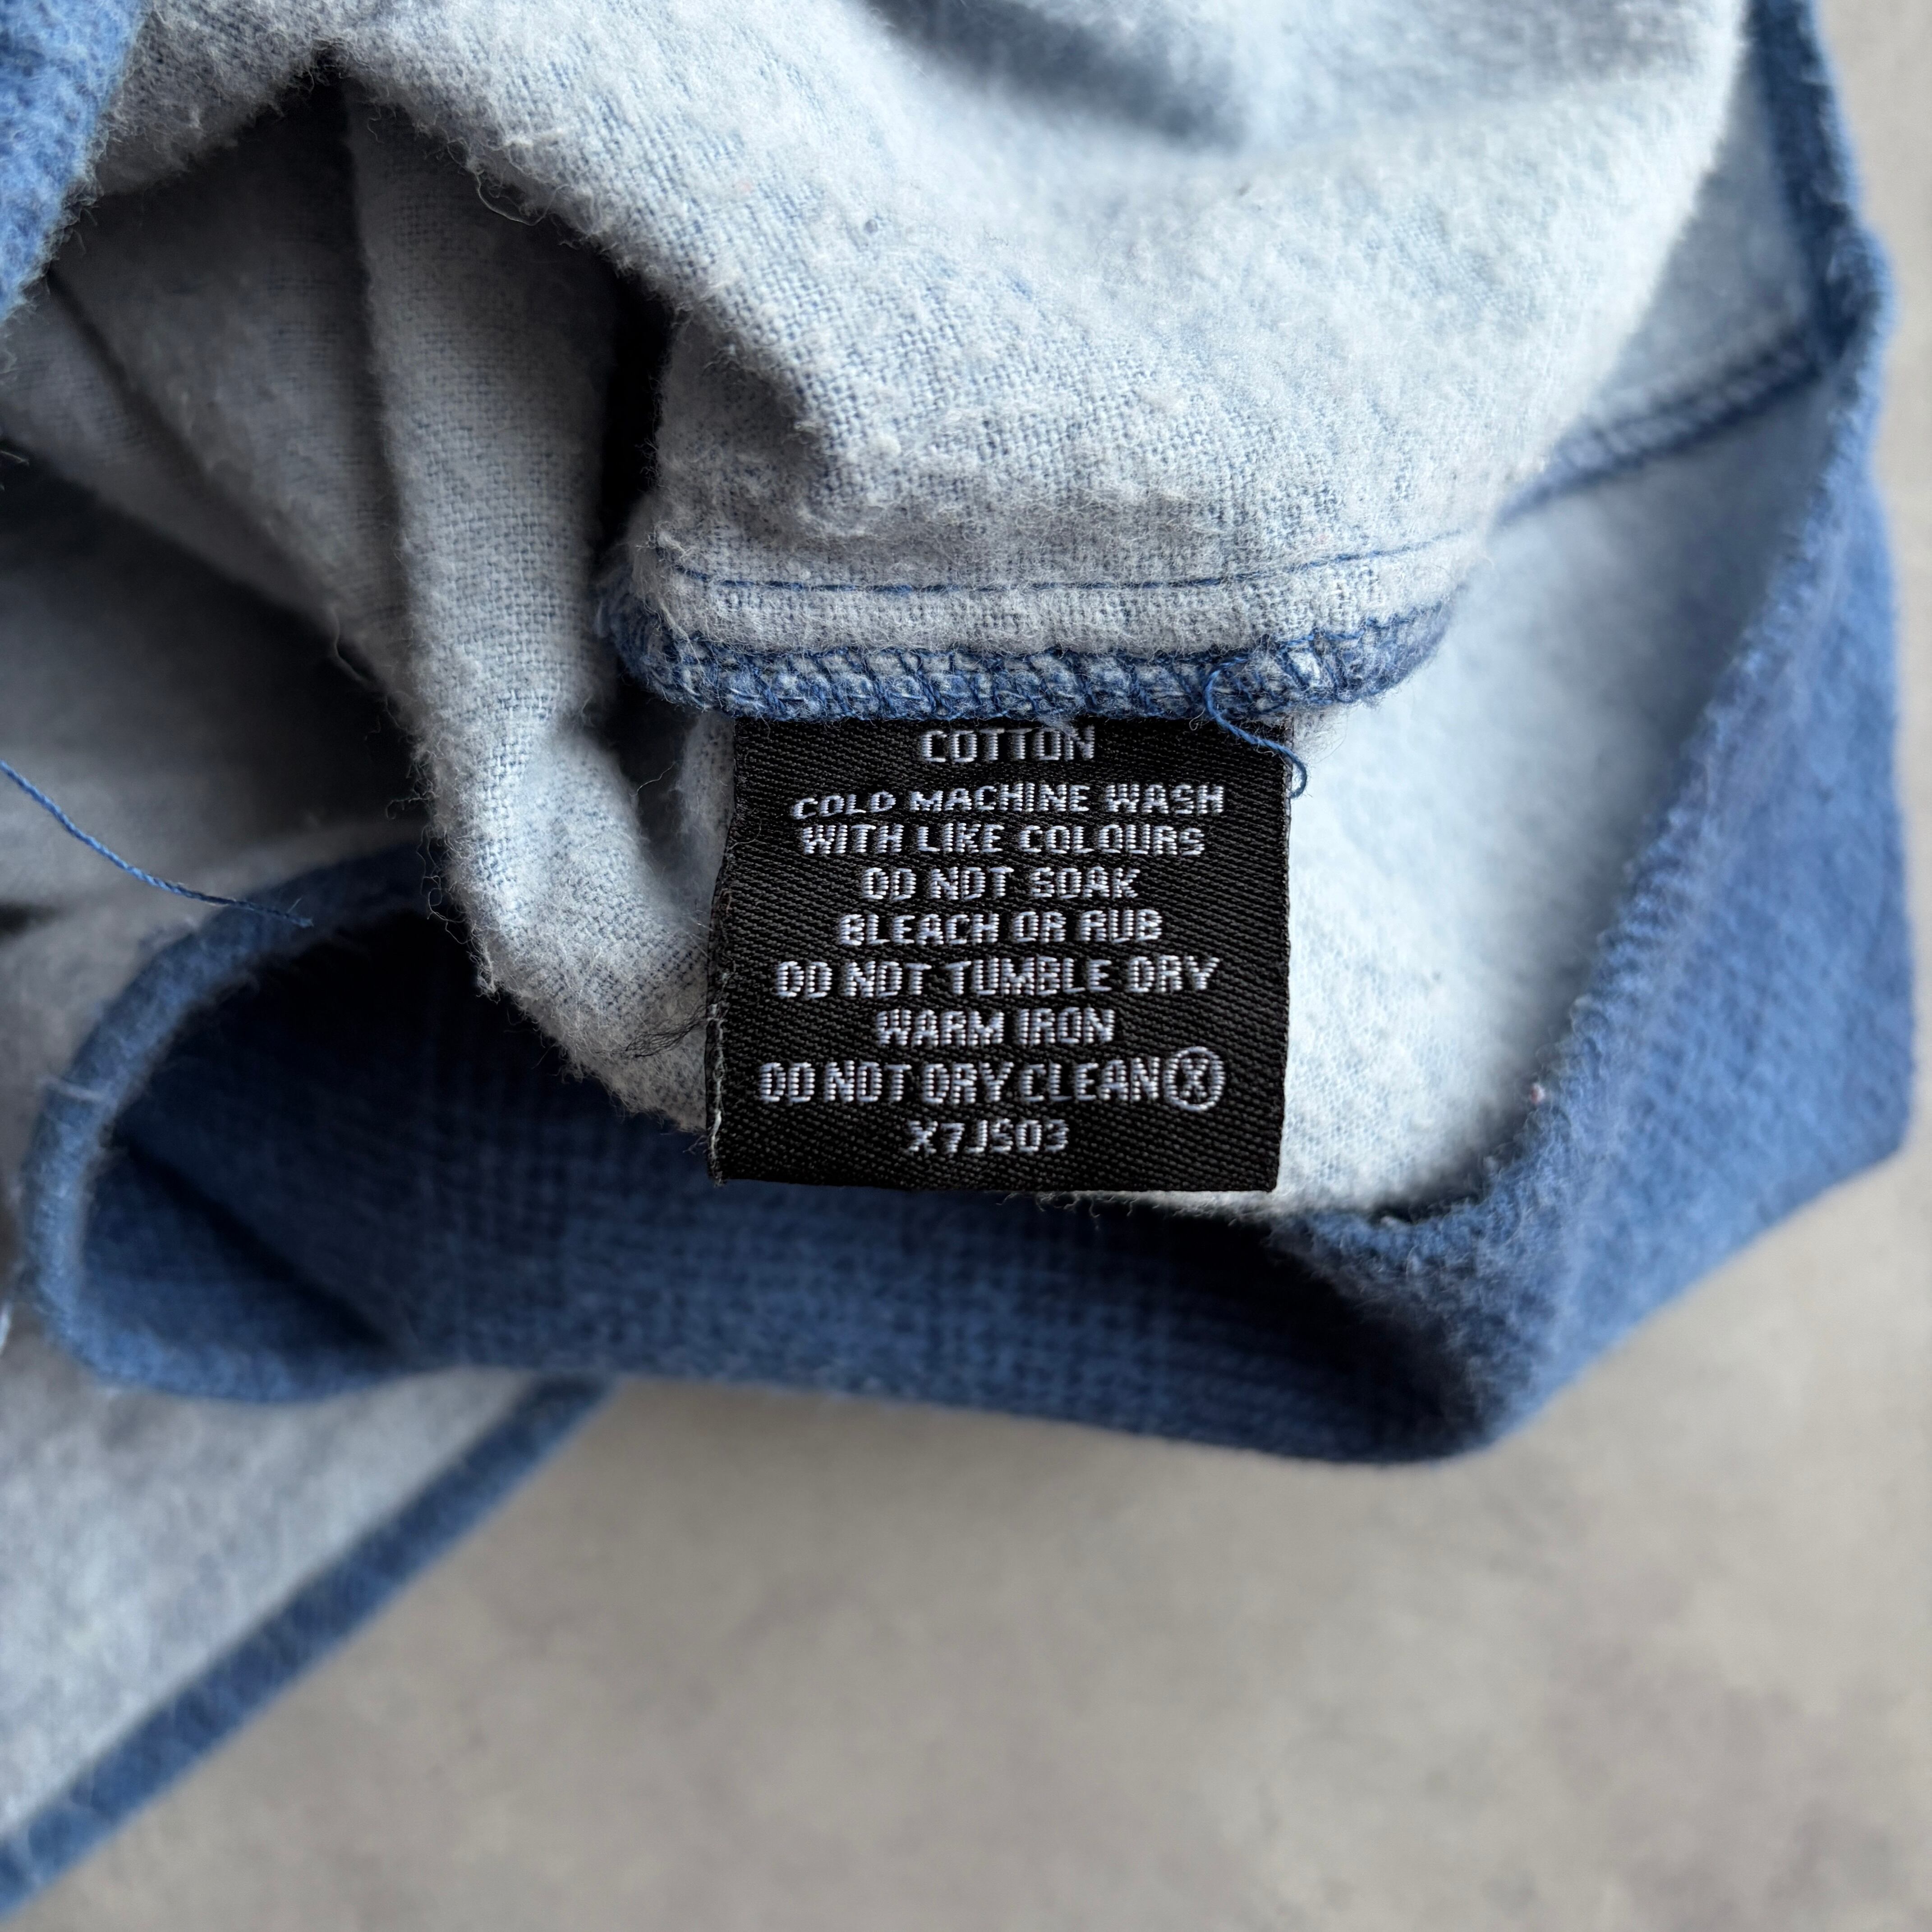 COTTON
COLD MACHINE WASH
WITH LIKE COLOURS
DO NOT SOAK
BLEACH OR RUB
DO NOT TUMBLE DRY
WARM IRON
DO NOT DRY CLEAN Ⓧ
X7JS03